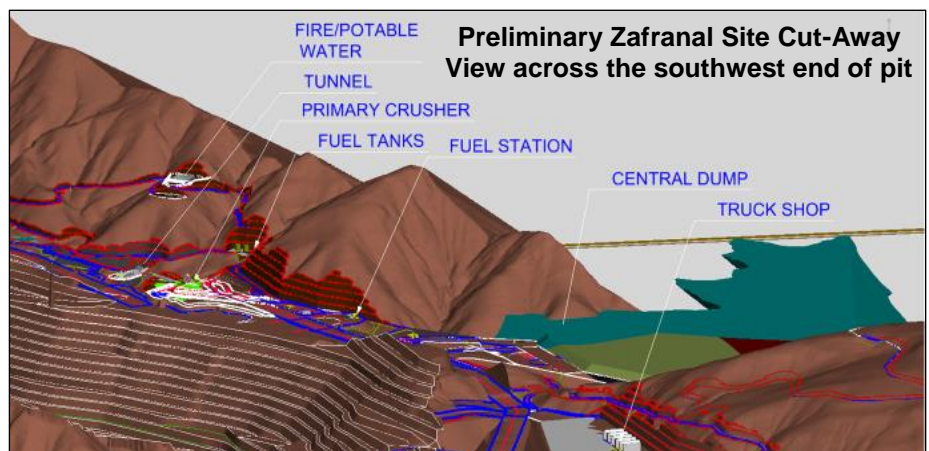 Preliminary Zafranal Site Cut-Away
View across the southwest end of pit
FIRE/POTABLE
WATER
TUNNEL
PRIMARY CRUSHER
FUEL TANKS
FUEL STATION
CENTRAL DUMP
TRUCK SHOP